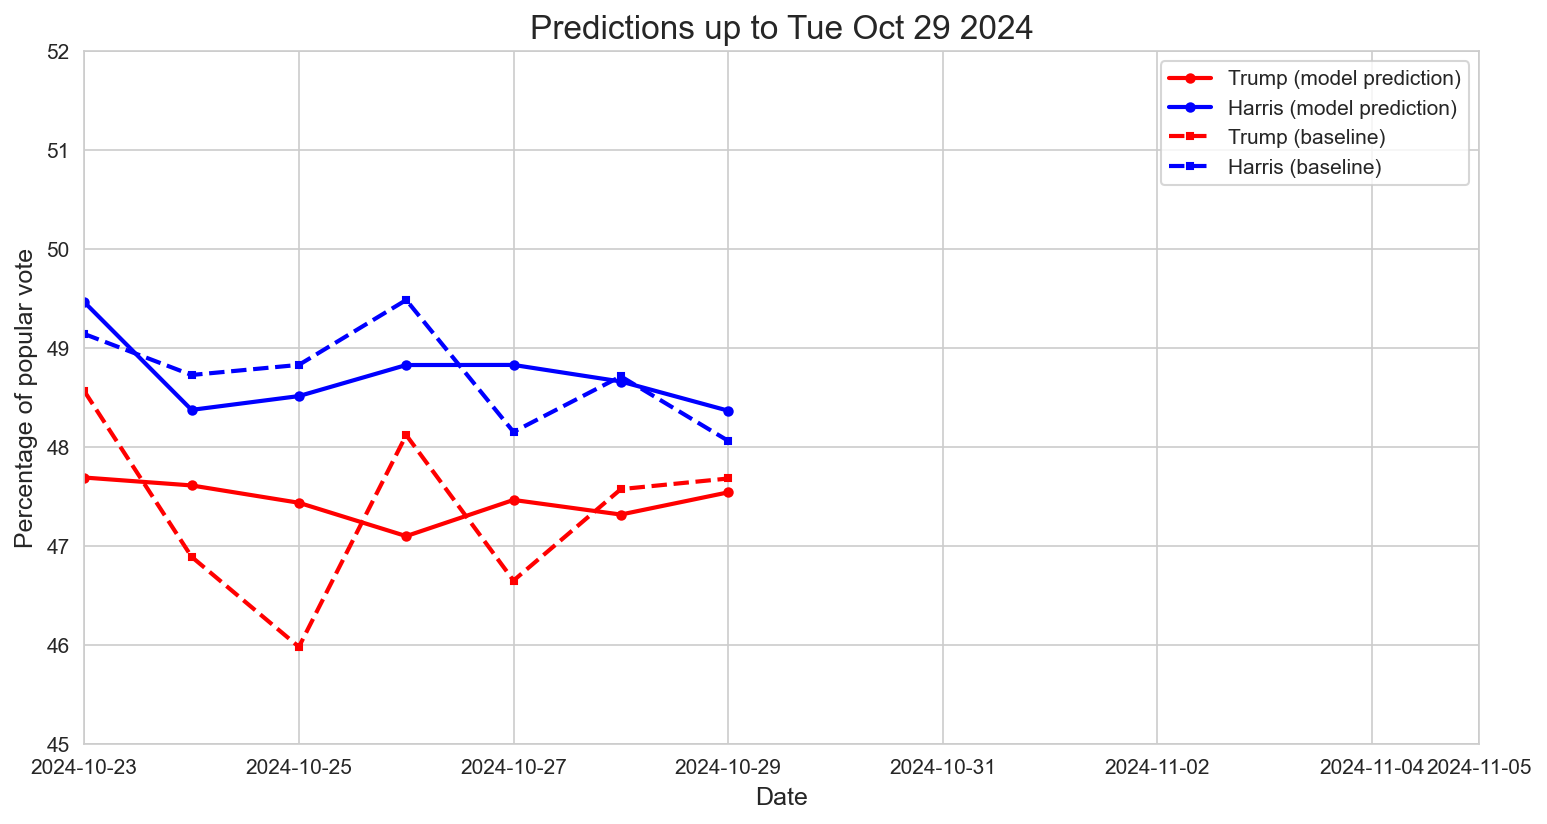 Predictions up to Tue Oct 29 2024
Trump (model prediction)
Harris (model prediction)
Trump (baseline)
Harris (baseline)
Percentage of popular vote
52
51
50
49
48
47
46
45
2024-10-23 2024-10-25 2024-10-27 2024-10-29 2024-10-31 2024-11-02 2024-11-04 2024-11-05
Date